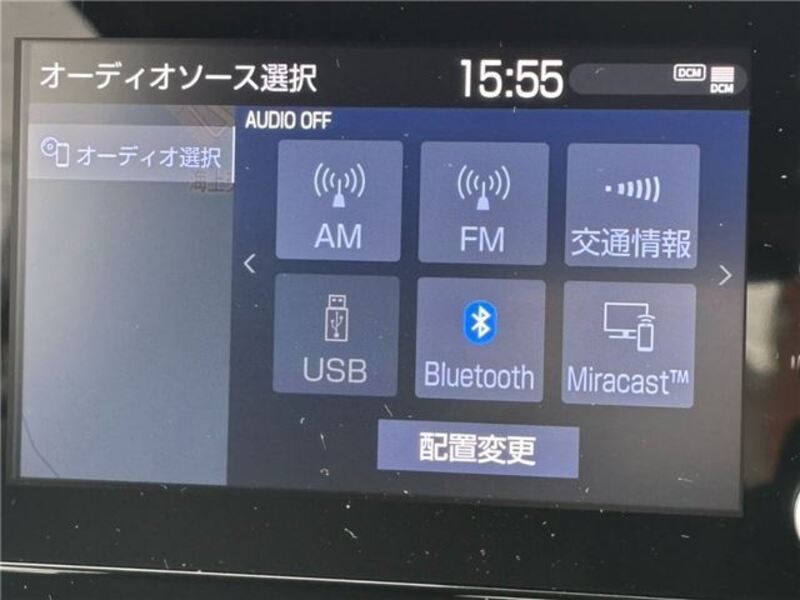 オーディオソース選択
15:55
DCM
DCM
AUDIO OFF
オーディオ選択
AM
FM
交通情報
USB
Bluetooth
Miracast™
配置変更